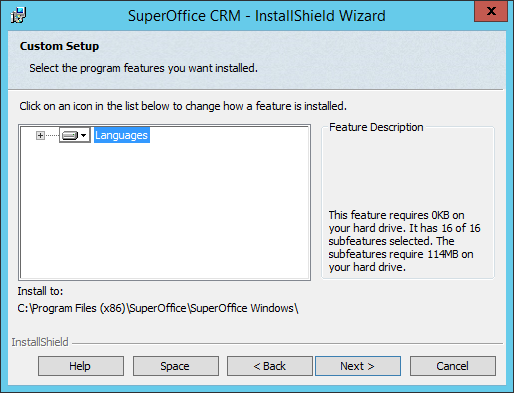 SuperOffice CRM - InstallShield Wizard
x
Custom Setup
Select the program features you want installed.
Click on an icon in the list below to change how a feature is installed.
Languages
Feature Description
This feature requires 0KB on
your hard drive. It has 16 of 16
subfeatures selected. The
subfeatures require 114MB on
your hard drive.
Install to:
C:\Program Files (x86)\SuperOffice\SuperOffice Windows\
InstallShield
Help
Space
< Back
Next >
Cancel